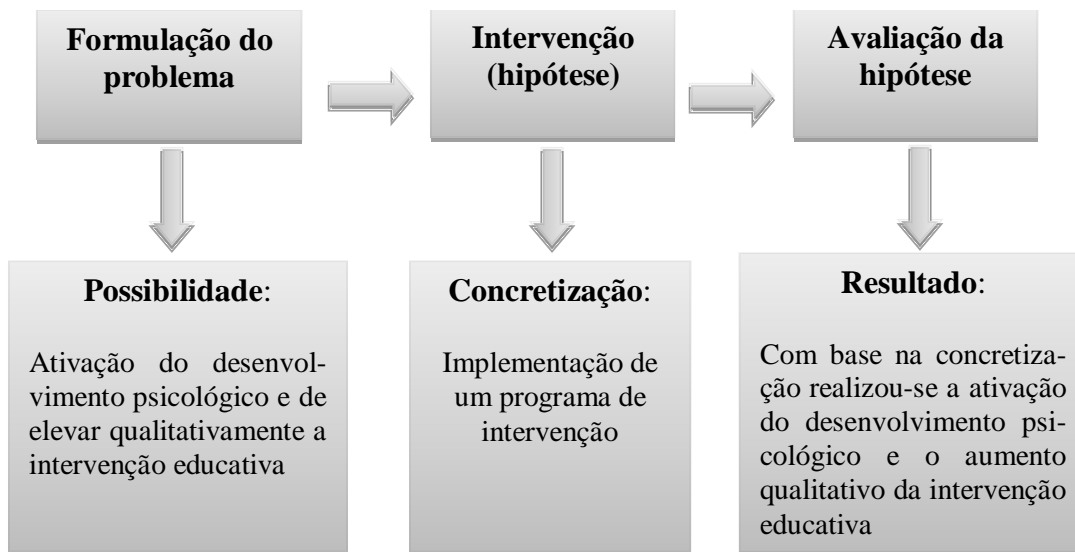 Formulação do
problema
Intervenção
(hipótese)
Avaliação da
hipótese
Possibilidade:
Ativação do desenvol-
vimento psicológico e de
elevar qualitativamente a
intervenção educativa
Concretização:
Implementação de
um programa de
intervenção
Resultado:
Com base na concretiza-
ção realizou-se a ativação
do desenvolvimento psi-
cológico e o aumento
qualitativo da intervenção
educativa